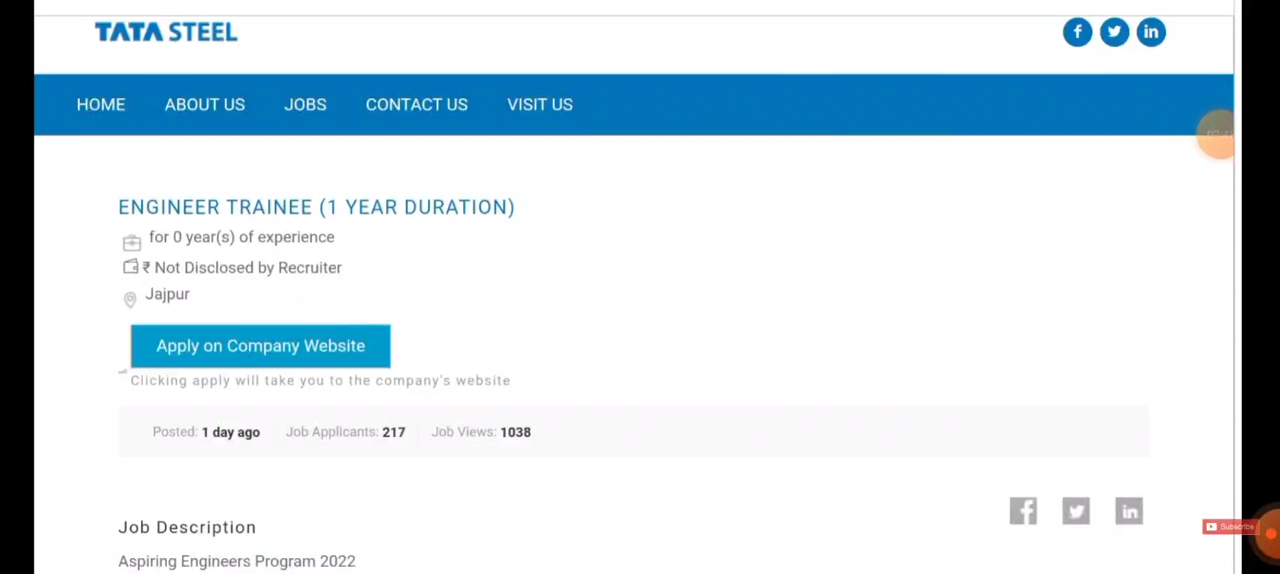 TATA STEEL
HOME ABOUT US JOBS CONTACT US VISIT US
ENGINEER TRAINEE (1 YEAR DURATION)
for 0 year(s) of experience
₹ Not Disclosed by Recruiter
Jajpur
Apply on Company Website
Clicking apply will take you to the company's website
Posted: 1 day ago Job Applicants: 217 Job Views: 1038
Subscribe
Job Description
Aspiring Engineers Program 2022